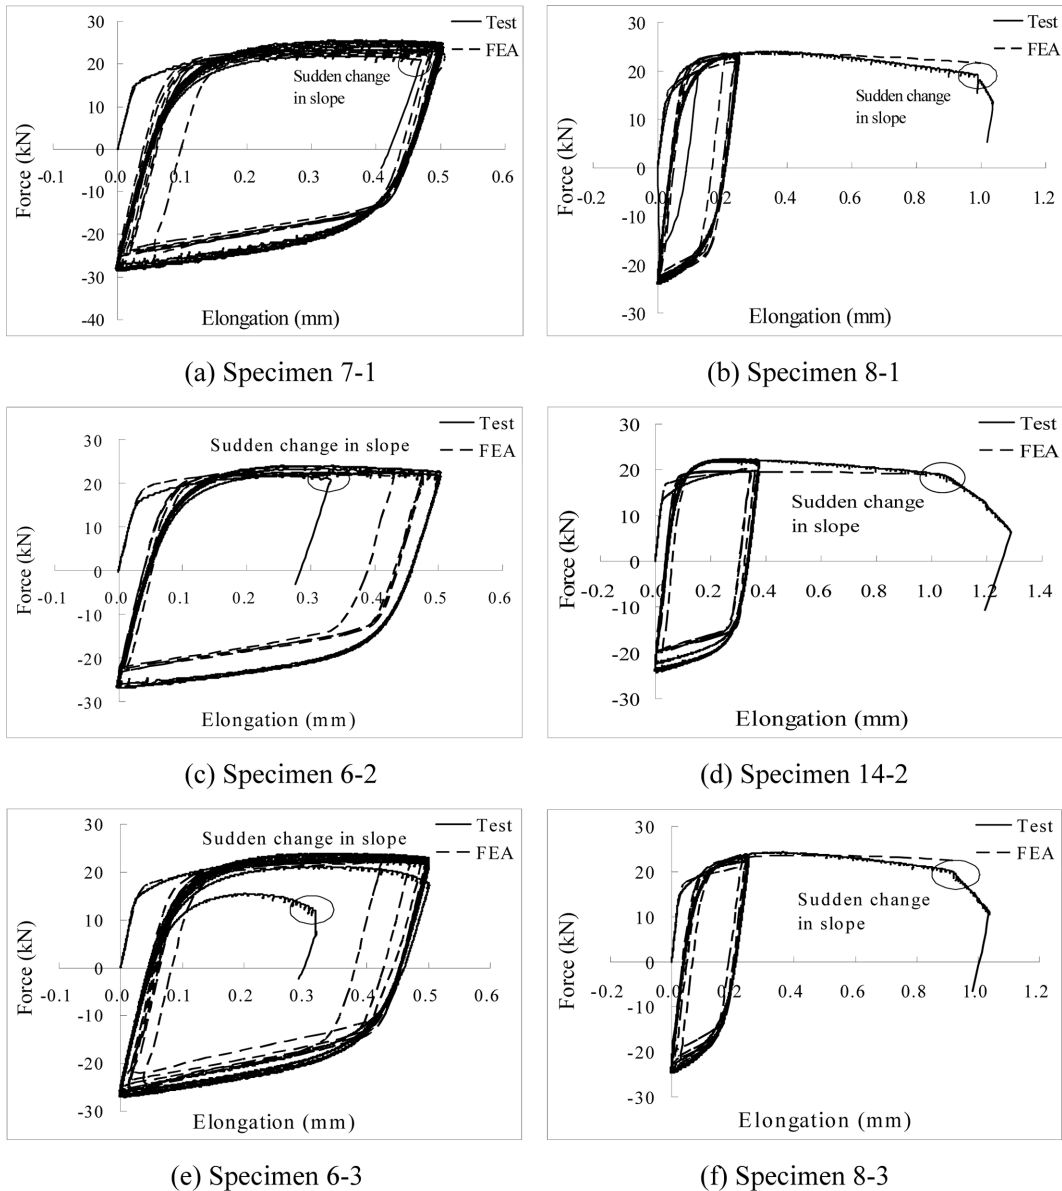 30
Test
FEA
20
Sudden change
in slope
10
0
-0.1
0.0
0.1
0.2
0.3
0.4
0.5
0.6
-10
-20
-30
-40
Force (kN)
Elongation (mm)
(a) Specimen 7-1
30
Test
FEA
20
Sudden change
in slope
10
0
-0.2
0.0
0.2
0.4
0.6
0.8
1.0
1.2
-10
-20
-30
Force (kN)
Elongation (mm)
(b) Specimen 8-1
30
Test
Sudden change in slope
FEA
20
10
0
-0.1
0.0
0.1
0.2
0.3
0.4
0.5
0.6
-10
-20
-30
Force (kN)
Elongation (mm)
(c) Specimen 6-2
30
Test
FEA
20
Sudden change
in slope
10
0
-0.2
0.0
0.2
0.4
0.6
0.8
1.0
1.2
1.4
-10
-20
-30
Force (kN)
Elongation (mm)
(d) Specimen 14-2
30
Test
Sudden change in slope
FEA
20
10
0
-0.1
0.0
0.1
0.2
0.3
0.4
0.5
0.6
-10
-20
-30
Force (kN)
Elongation (mm)
(e) Specimen 6-3
30
Test
FEA
20
Sudden change
in slope
10
0
-0.2
0.0
0.2
0.4
0.6
0.8
1.0
1.2
-10
-20
-30
Force (kN)
Elongation (mm)
(f) Specimen 8-3